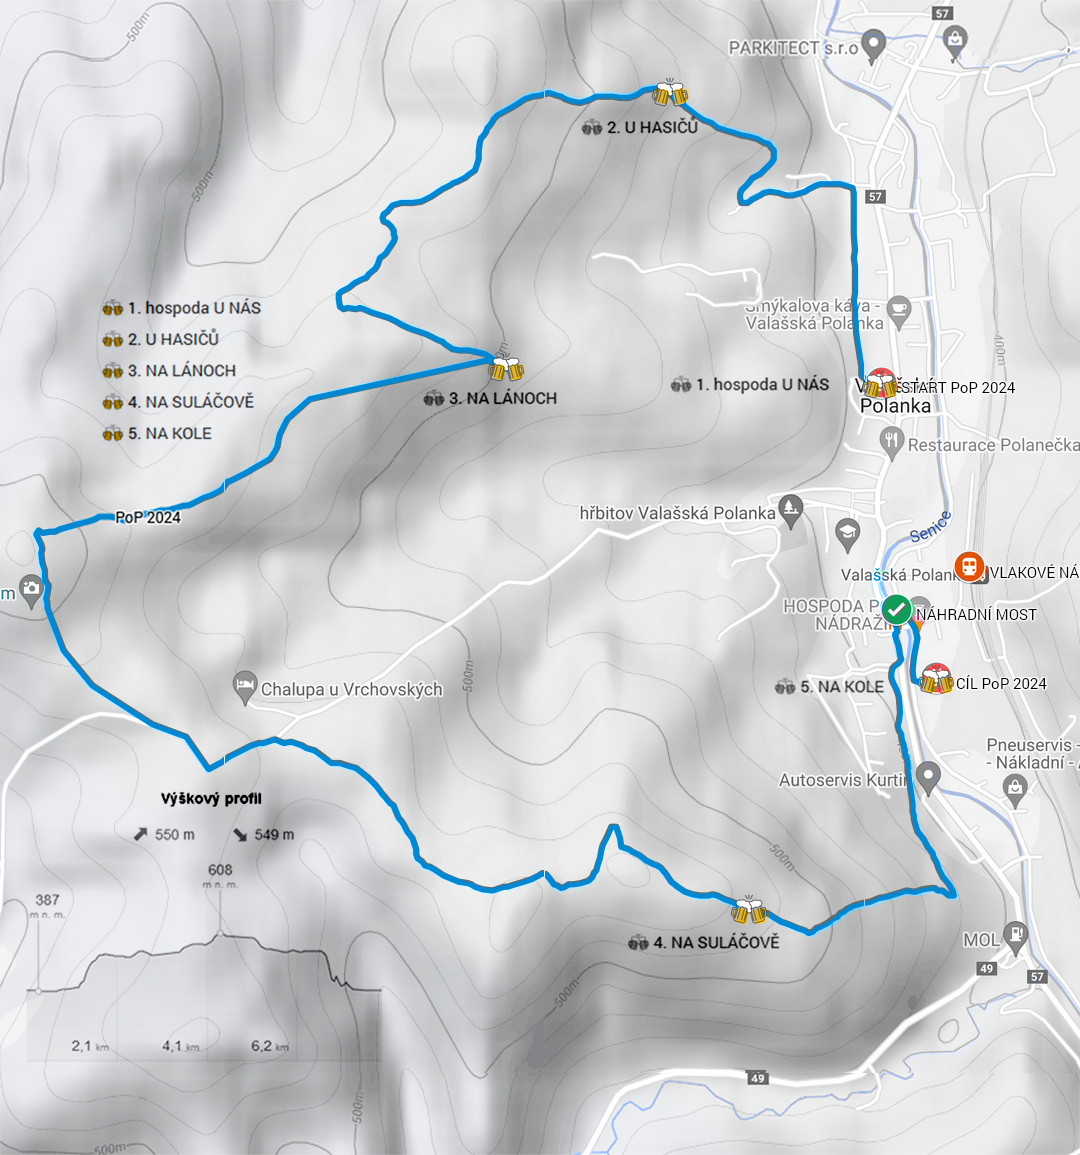 500m
57
PARKITECT s.r.o
2. U HASIČŮ
500m
57
1. hospoda U NÁS
2. U HASIČŮ
3. NA LÁNOCH
4. NA SULÁČOVĚ
5. NA KOLE
Smýkalova káva -
Valašská Polanka
400m
3. NA LÁNOCH
1. hospoda U NÁS
START PoP 2024
Polanka
Restaurace Polanečka
PoP 2024
hřbitov Valašská Polanka
Senice
Valašská Polanka
VLAKOVÉ NÁ
m
HOSPODA P
NÁDRAŽÍ
NÁHRADNÍ MOST
Chalupa u Vrchovských
500m
5. NA KOLE
CÍL PoP 2024
Pneuservis -
- Nákladní - A
Autoservis Kurtin
Výškový profil
550 m
549 m
500m
608
m n. m.
387
m n. m.
4. NA SULÁČOVĚ
MOL
49
57
500m
2,1 km
4,1 km
6,2 km
49
500m
500m